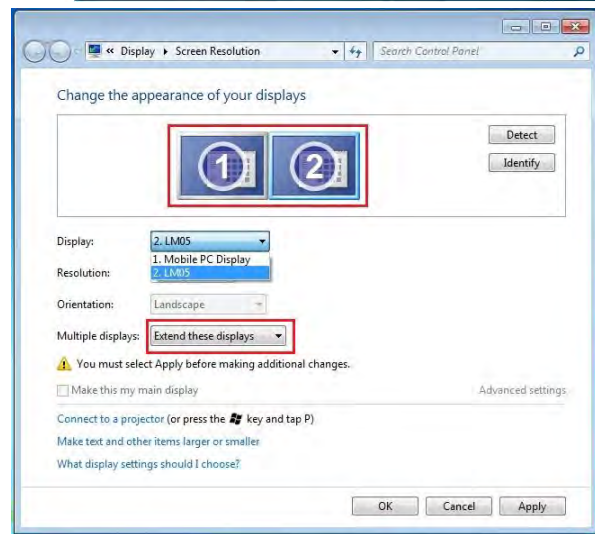 « Display ▸ Screen Resolution Search Control Panel
Change the appearance of your displays
1 2
Detect
Identify
Display: 2. LM05
1. Mobile PC Display
Resolution: 2. LM05
Orientation: Landscape
Multiple displays: Extend these displays
You must select Apply before making additional changes.
Make this my main display Advanced settings
Connect to a projector (or press the key and tap P)
Make text and other items larger or smaller
What display settings should I choose?
OK Cancel Apply